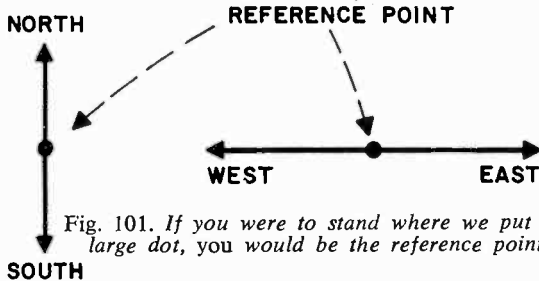 REFERENCE POINT
NORTH
WEST
EAST
Fig. 101. If you were to stand where we put
large dot, you would be the reference point
SOUTH